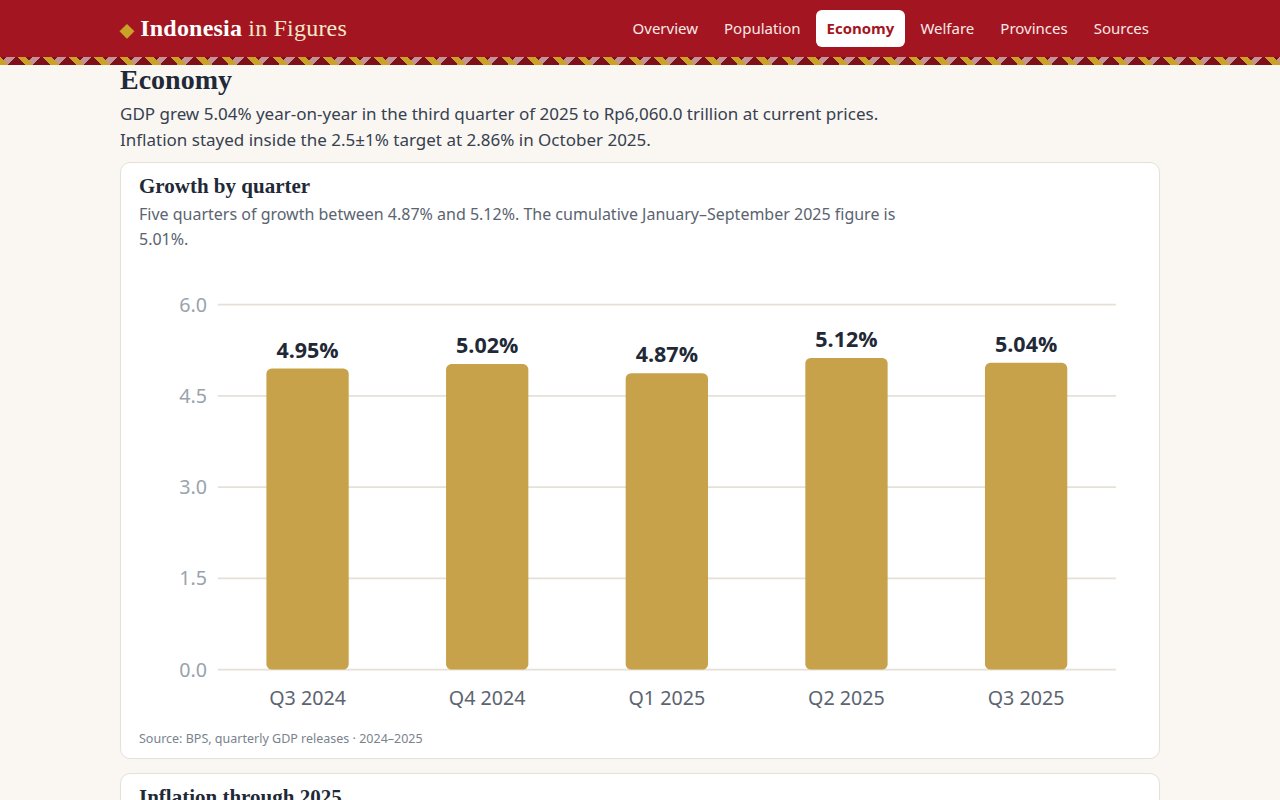 Indonesia in Figures
Overview
Population
Economy
Welfare
Provinces
Sources
Economy
GDP grew 5.04% year-on-year in the third quarter of 2025 to Rp6,060.0 trillion at current prices.
Inflation stayed inside the 2.5±1% target at 2.86% in October 2025.
Growth by quarter
Five quarters of growth between 4.87% and 5.12%. The cumulative January–September 2025 figure is
5.01%.
6.0
4.5
3.0
1.5
0.0
4.95%
5.02%
4.87%
5.12%
5.04%
Q3 2024
Q4 2024
Q1 2025
Q2 2025
Q3 2025
Source: BPS, quarterly GDP releases · 2024–2025
Inflation through 2025